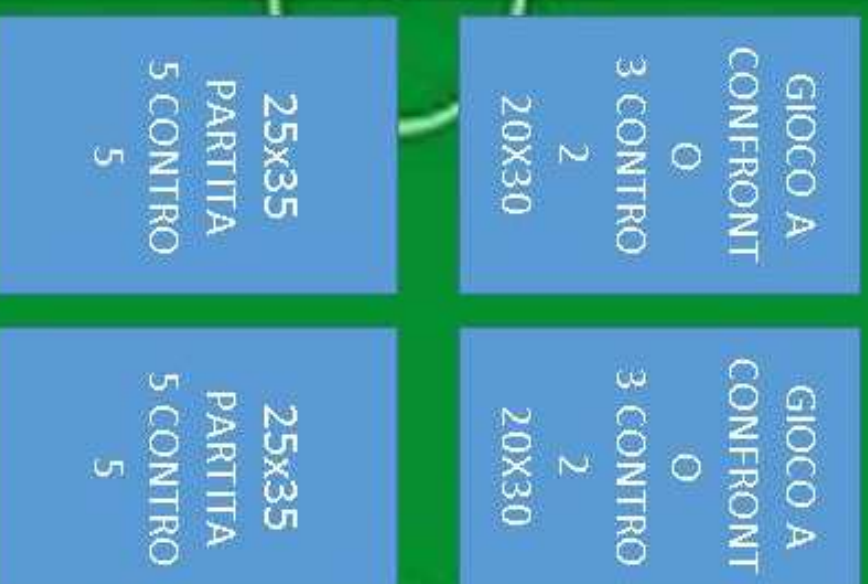 GIOCO A
CONFRONT
O
3 CONTRO
2
20X30
GIOCO A
CONFRONT
O
3 CONTRO
2
20X30
25x35
PARTITA
5 CONTRO
5
25x35
PARTITA
5 CONTRO
5